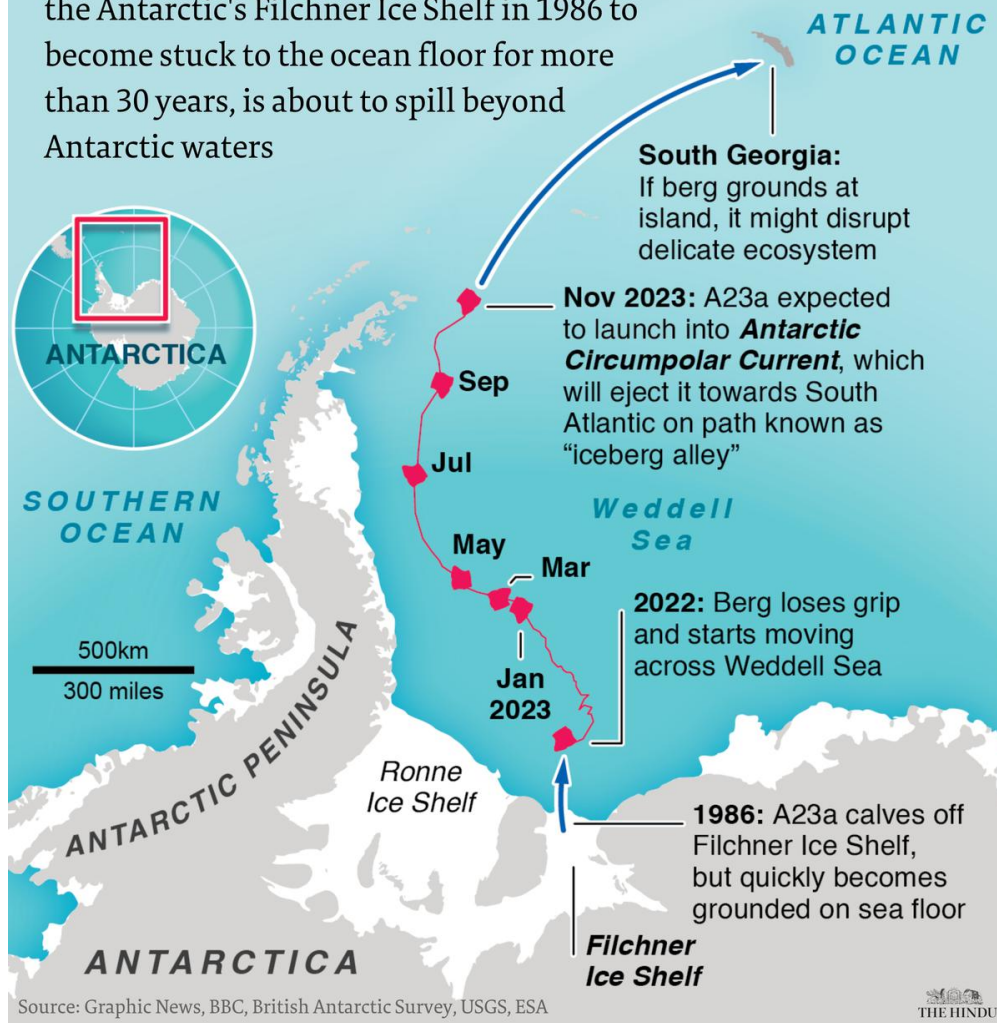 the Antarctic's Filchner Ice Shelf in 1986 to
become stuck to the ocean floor for more
than 30 years, is about to spill beyond
Antarctic waters
ATLANTIC
OCEAN
South Georgia:
If berg grounds at
island, it might disrupt
delicate ecosystem
ANTARCTICA
Nov 2023: A23a expected
to launch into Antarctic
Circumpolar Current, which
will eject it towards South
Atlantic on path known as
“iceberg alley”
Sep
Jul
SOUTHERN
OCEAN
Weddell
Sea
May
Mar
2022: Berg loses grip
and starts moving
across Weddell Sea
500km
300 miles
Jan
2023
ANTARCTIC PENINSULA
Ronne
Ice Shelf
1986: A23a calves off
Filchner Ice Shelf,
but quickly becomes
grounded on sea floor
Filchner
Ice Shelf
ANTARCTICA
Source: Graphic News, BBC, British Antarctic Survey, USGS, ESA
THE HINDU